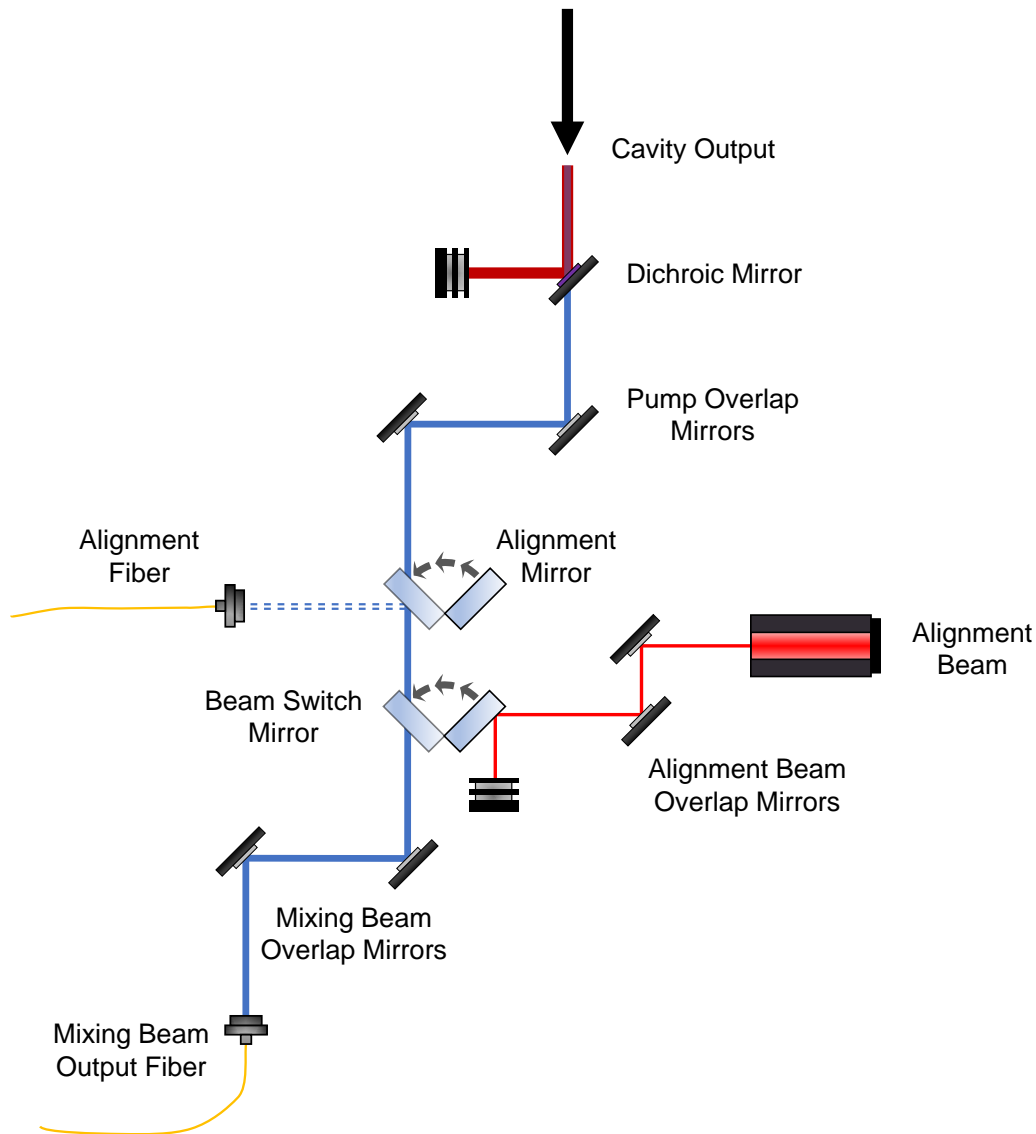 Cavity Output
Dichroic Mirror
Pump Overlap
Mirrors
Alignment
Fiber
Alignment
Mirror
Alignment
Beam
Beam Switch
Mirror
Alignment Beam
Overlap Mirrors
Mixing Beam
Overlap Mirrors
Mixing Beam
Output Fiber